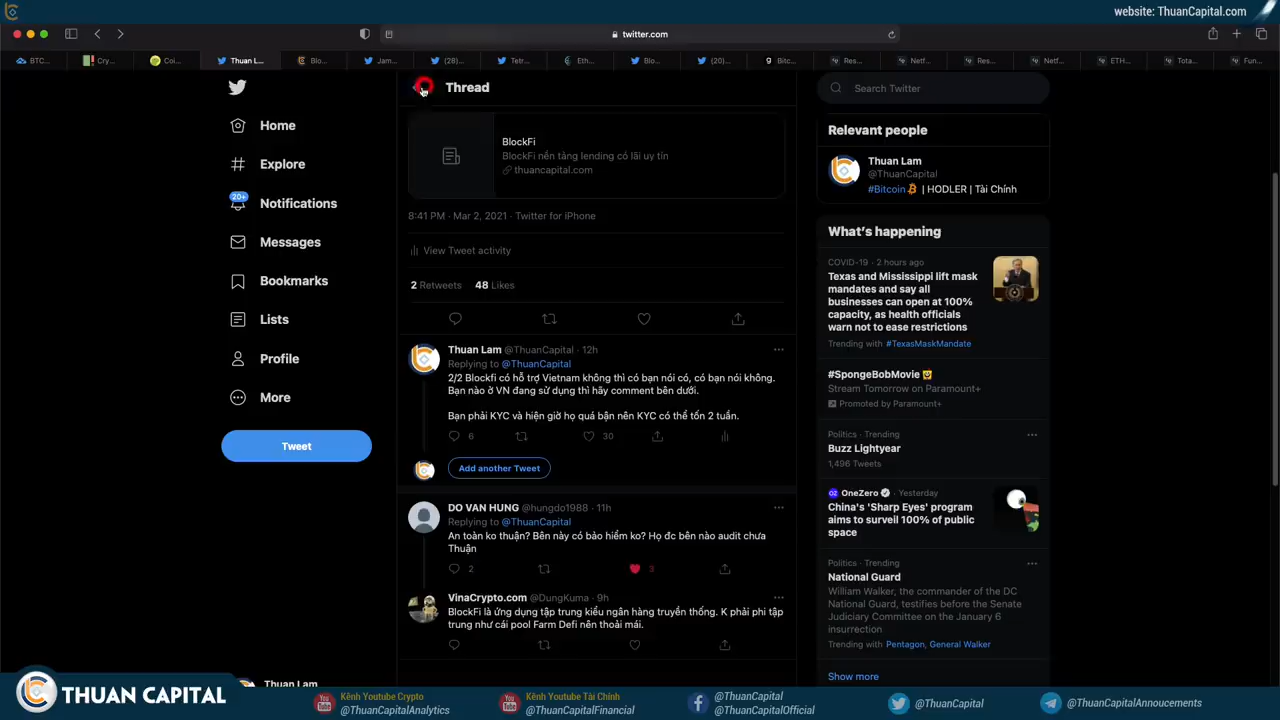 website: ThuanCapital.com
twitter.com
BTC...
Cry...
Coi...
Thuan L...
Blo...
Jam...
(28)...
Tetr...
Eth...
Blo...
(20)...
Bitc...
Res...
Netf...
Res...
Netf...
ETH...
Tota...
Fun...
Thread
Search Twitter
Home
Explore
20+
Notifications
Messages
Bookmarks
Lists
Profile
More
Tweet
BlockFi
BlockFi nền tảng lending có lãi uy tín
thuancapital.com
8:41 PM · Mar 2, 2021 · Twitter for iPhone
View Tweet activity
2 Retweets 48 Likes
Thuan Lam @ThuanCapital · 12h
Replying to @ThuanCapital
2/2 Blockfi có hỗ trợ Vietnam không thì có bạn nói có, có bạn nói không.
Bạn nào ở VN đang sử dụng thì hãy comment bên dưới.
Bạn phải KYC và hiện giờ họ quá bận nên KYC có thể tốn 2 tuần.
6 30
Add another Tweet
DO VAN HUNG @hungdo1988 · 11h
Replying to @ThuanCapital
An toàn ko thuận? Bên này có bảo hiểm ko? Họ đc bên nào audit chưa
Thuận
2 3
VinaCrypto.com @DungKuma · 9h
BlockFi là ứng dụng tập trung kiểu ngân hàng truyền thống. K phải phi tập
trung như cái pool Farm Defi nên thoải mái.
Relevant people
Thuan Lam
@ThuanCapital
#Bitcoin | HODLER | Tài Chính
What's happening
COVID-19 · 2 hours ago
Texas and Mississippi lift mask
mandates and say all
businesses can open at 100%
capacity, as health officials
warn not to ease restrictions
Trending with #TexasMaskMandate
#SpongeBobMovie
Stream Tomorrow on Paramount+
Promoted by Paramount+
Politics · Trending
Buzz Lightyear
1,496 Tweets
OneZero · Yesterday
China's 'Sharp Eyes' program
aims to surveil 100% of public
space
Politics · Trending
National Guard
William Walker, the commander of the DC
National Guard, testifies before the Senate
Judiciary Committee on the January 6
insurrection
Trending with Pentagon, General Walker
Show more
Thuan Lam
THUAN CAPITAL
Kênh Youtube Crypto
@ThuanCapitalAnalytics
Kênh Youtube Tài Chính
@ThuanCapitalFinancial
@ThuanCapital
@ThuanCapitalOfficial
@ThuanCapital
@ThuanCapitalAnnoucements